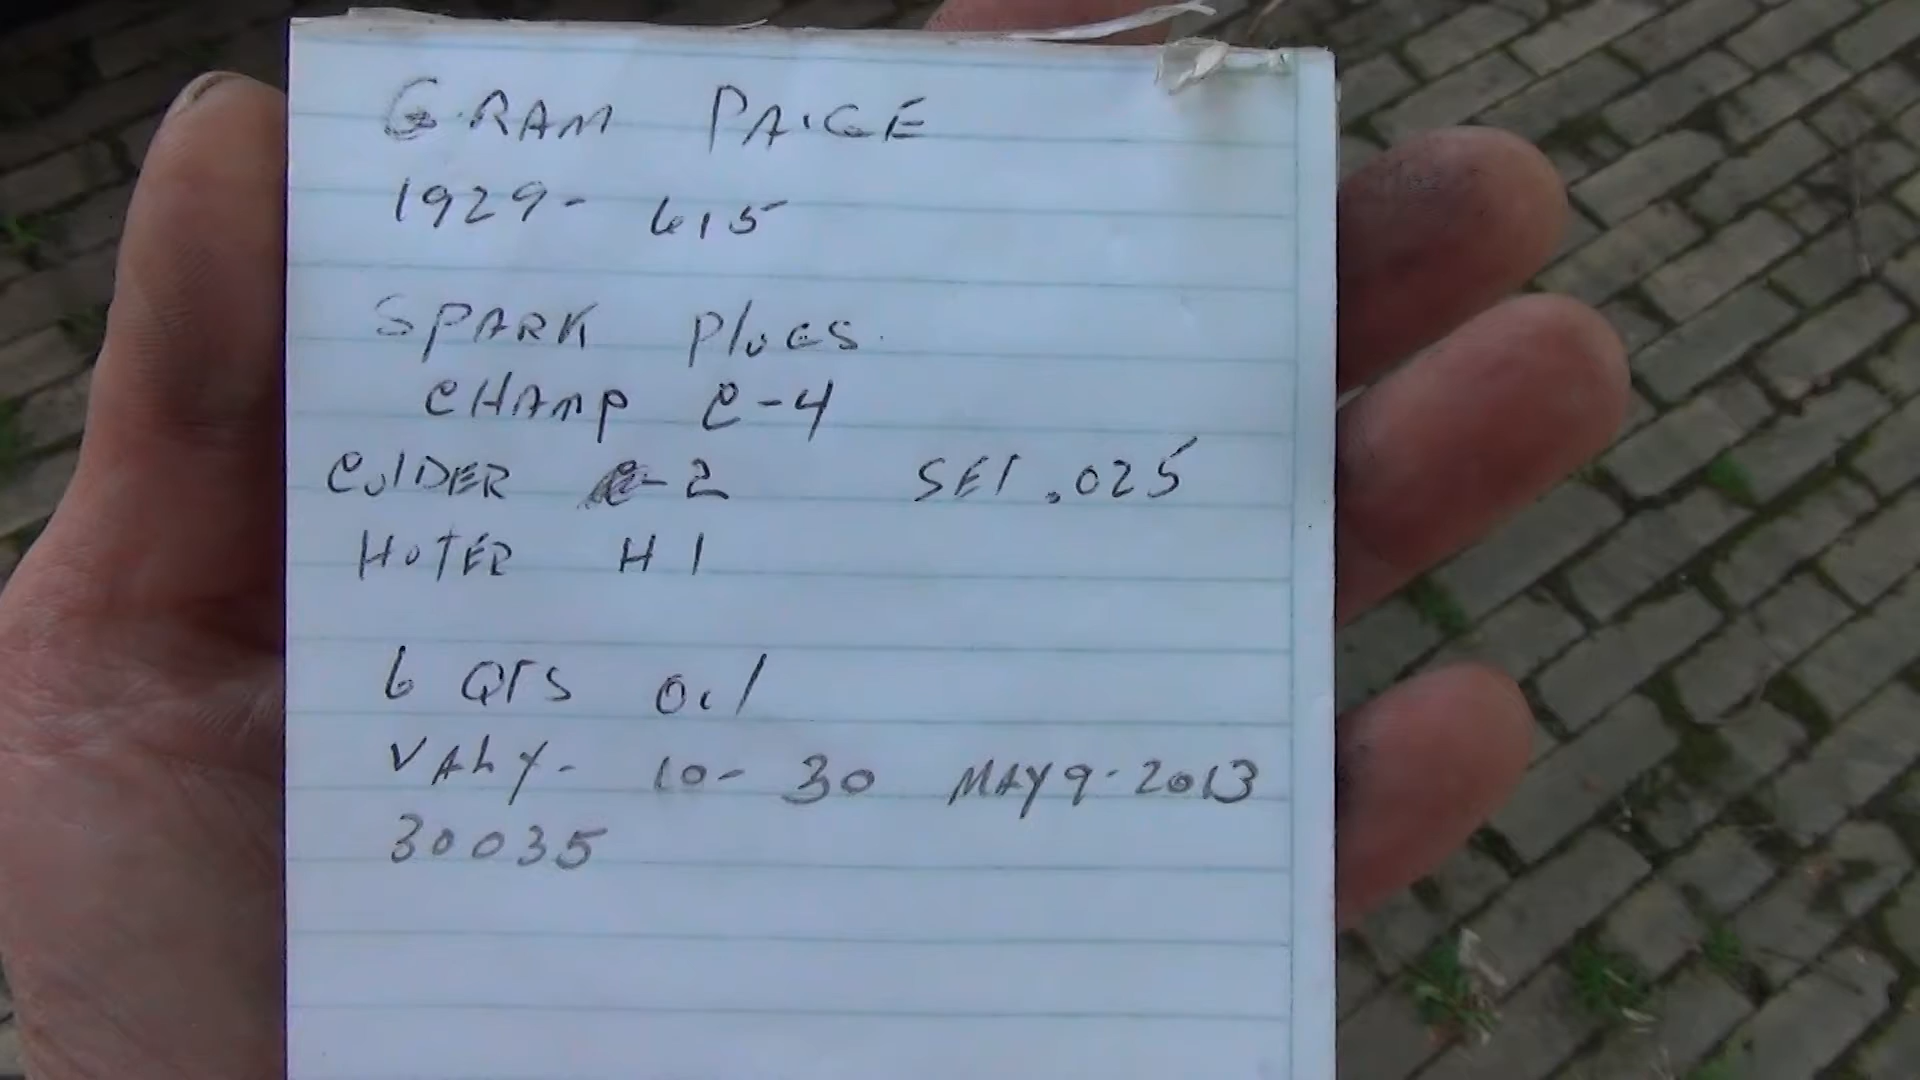 GRAM PAIGE
1929- 615
SPARK PlUGS
CHAMP C-4
COlDER C-2 SET .025
HOTER H1
6 QTS OIl
VALV- 10-30 MAY 9-2013
30035